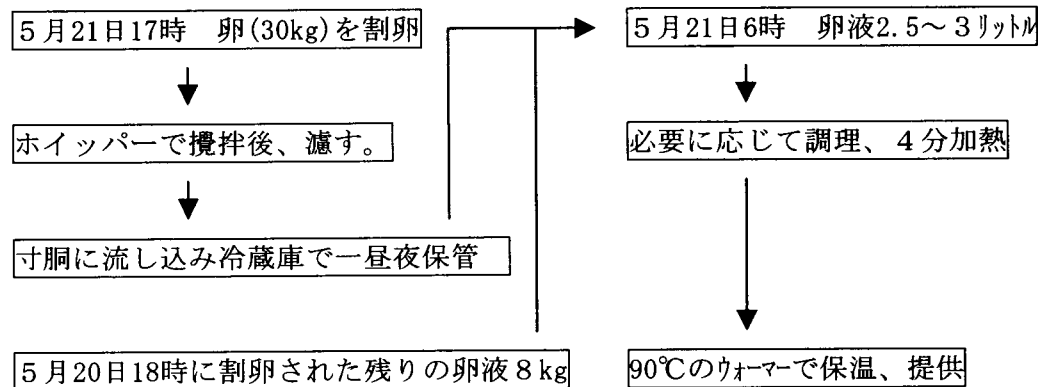 ５月21日17時　卵(30kg)を割卵
ホイッパーで攪拌後、濾す。
寸胴に流し込み冷蔵庫で一昼夜保管
５月20日18時に割卵された残りの卵液８kg
５月21日6時　卵液2.5～３リットル
必要に応じて調理、４分加熱
90℃のウォーマーで保温、提供